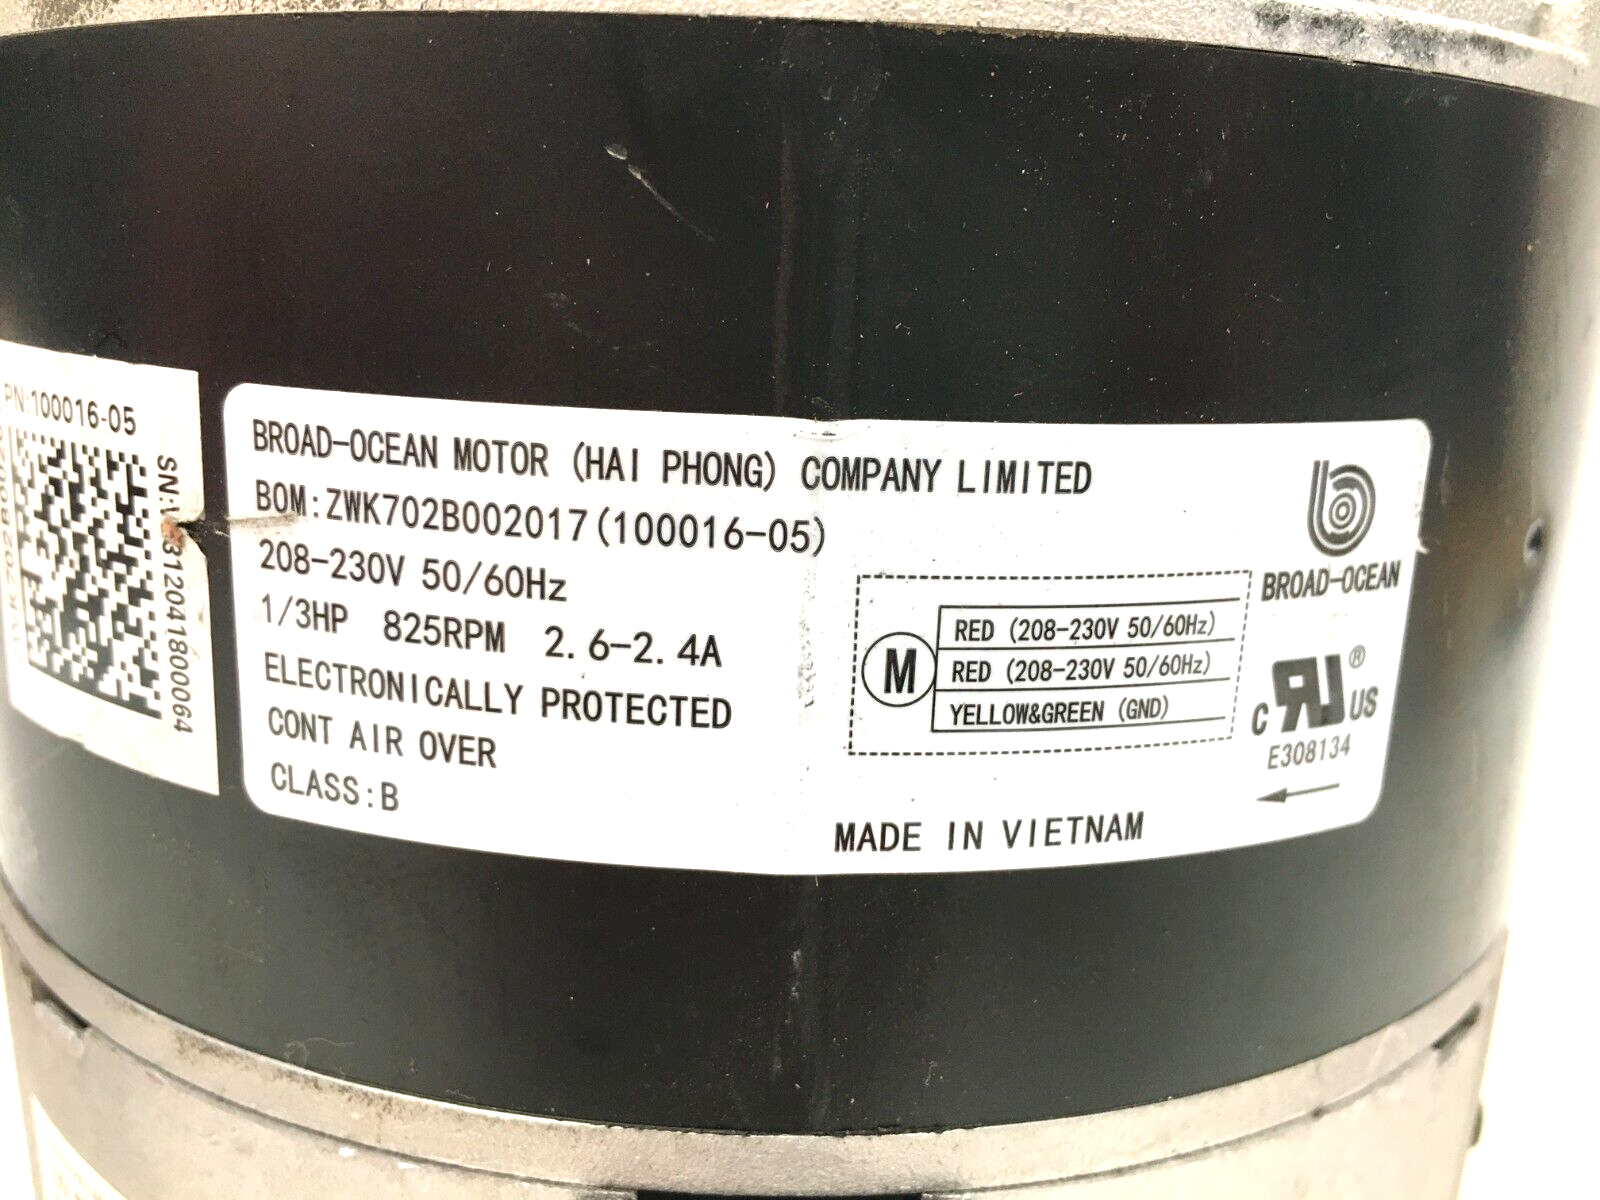 PN:100016-05
BROAD-OCEAN MOTOR (HAI PHONG) COMPANY LIMITED
BOM:ZWK702B002017(100016-05)
208-230V 50/60Hz
1/3HP 825RPM 2.6-2.4A
ELECTRONICALLY PROTECTED
CONT AIR OVER
CLASS:B
M
RED (208-230V 50/60Hz)
RED (208-230V 50/60Hz)
YELLOW&GREEN (GND)
BROAD-OCEAN
c RU ® US
E308134
MADE IN VIETNAM